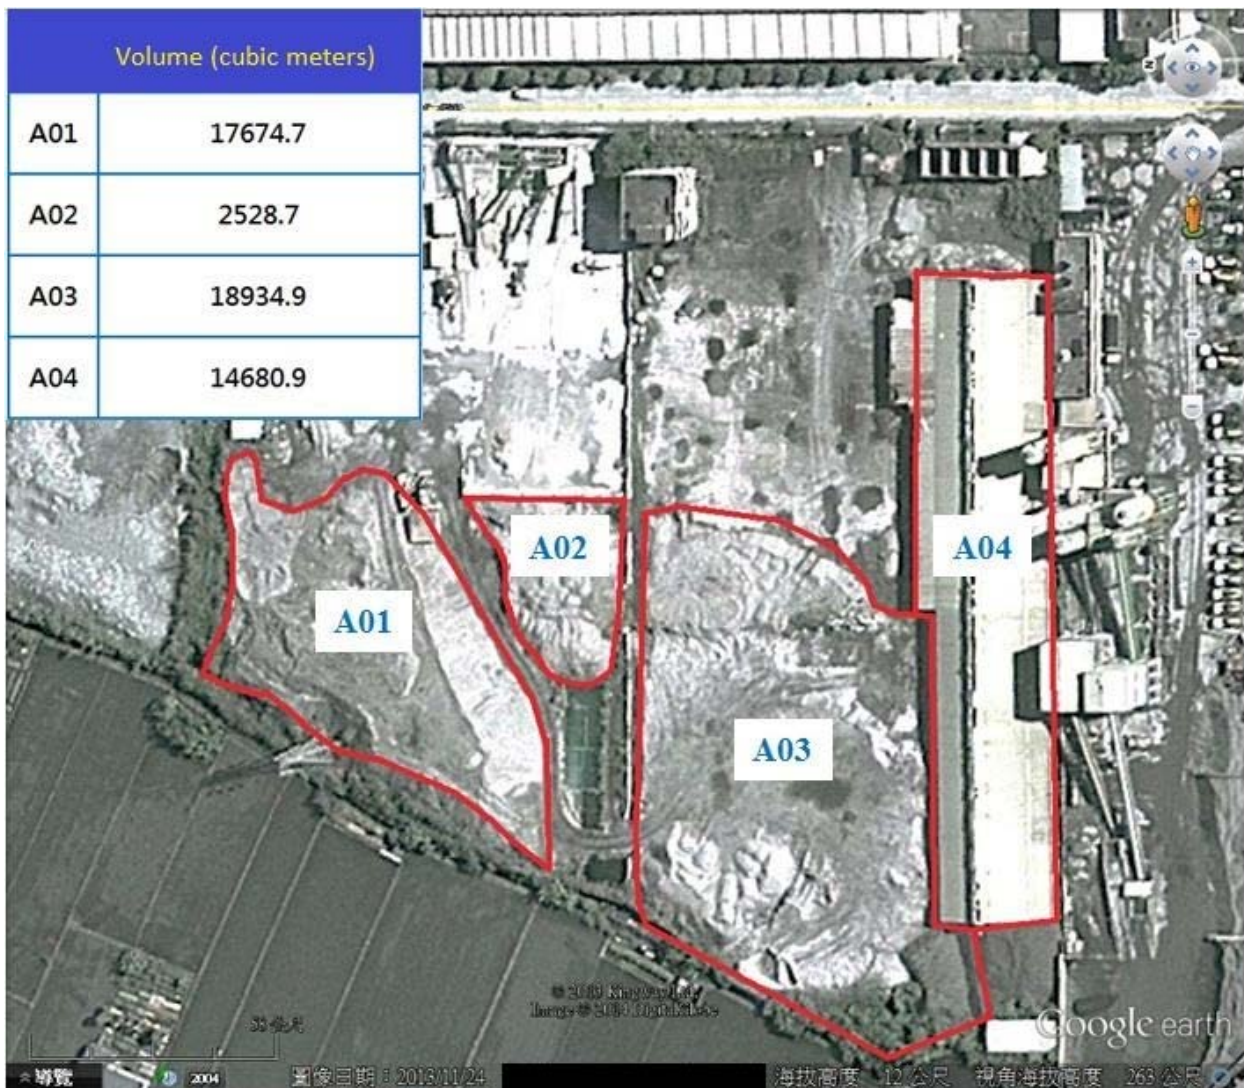 Volume (cubic meters)
A01 17674.7
A02 2528.7
A03 18934.9
A04 14680.9
N
A02
A04
A01
A03
Google earth
導覽
2004
圖像日期：2013/11/24
海拔高度 12 公尺 視角海拔高度 263 公尺